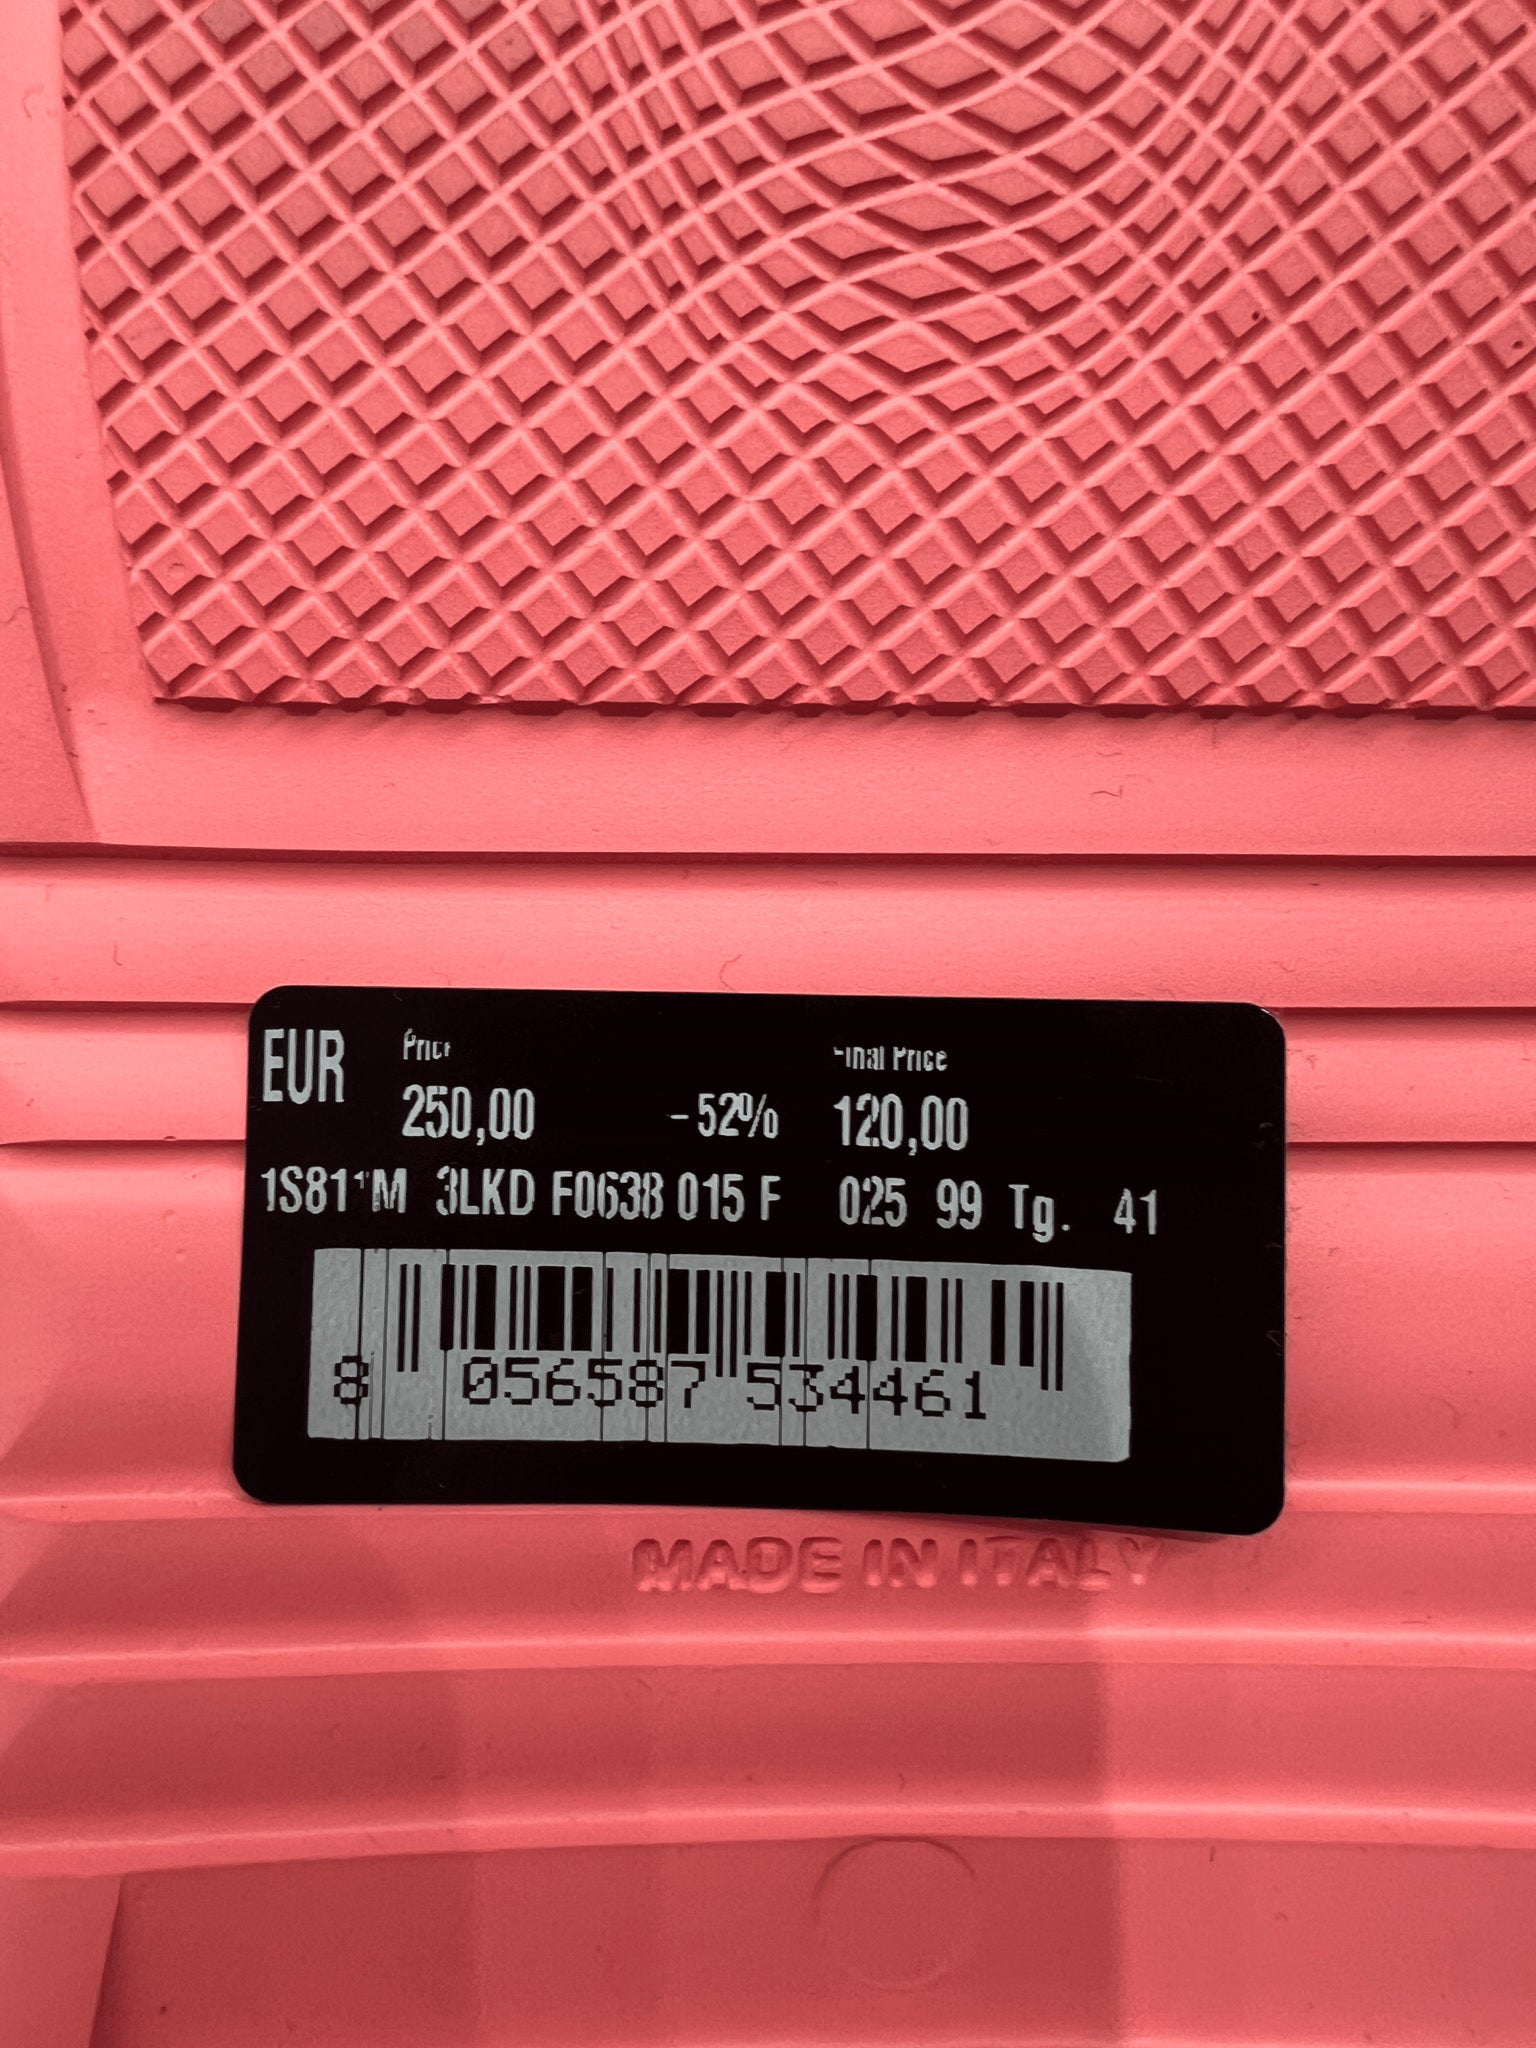 EUR Price Final Price
250,00 -52% 120,00
3LKD F0638 015 F 025 99 Tg. 41
8 056587 534461
MADE IN ITALY